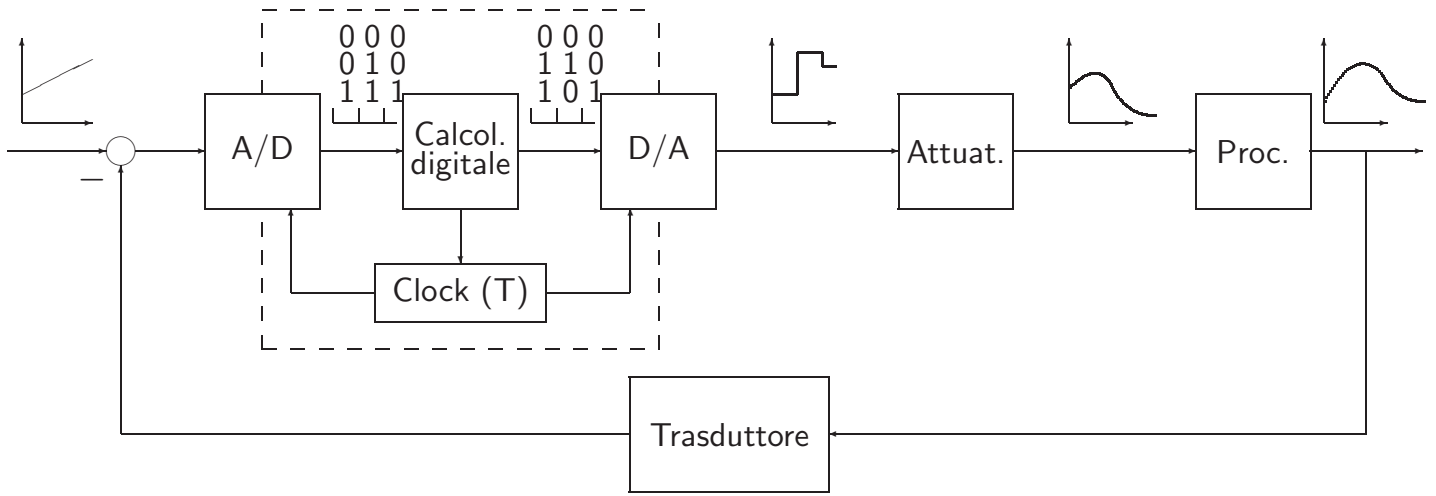 0 0 0
0 1 0
1 1 1
0 0 0
1 1 0
1 0 1
A/D
Calcol.
digitale
D/A
Attuat.
Proc.
−
Clock (T)
Trasduttore